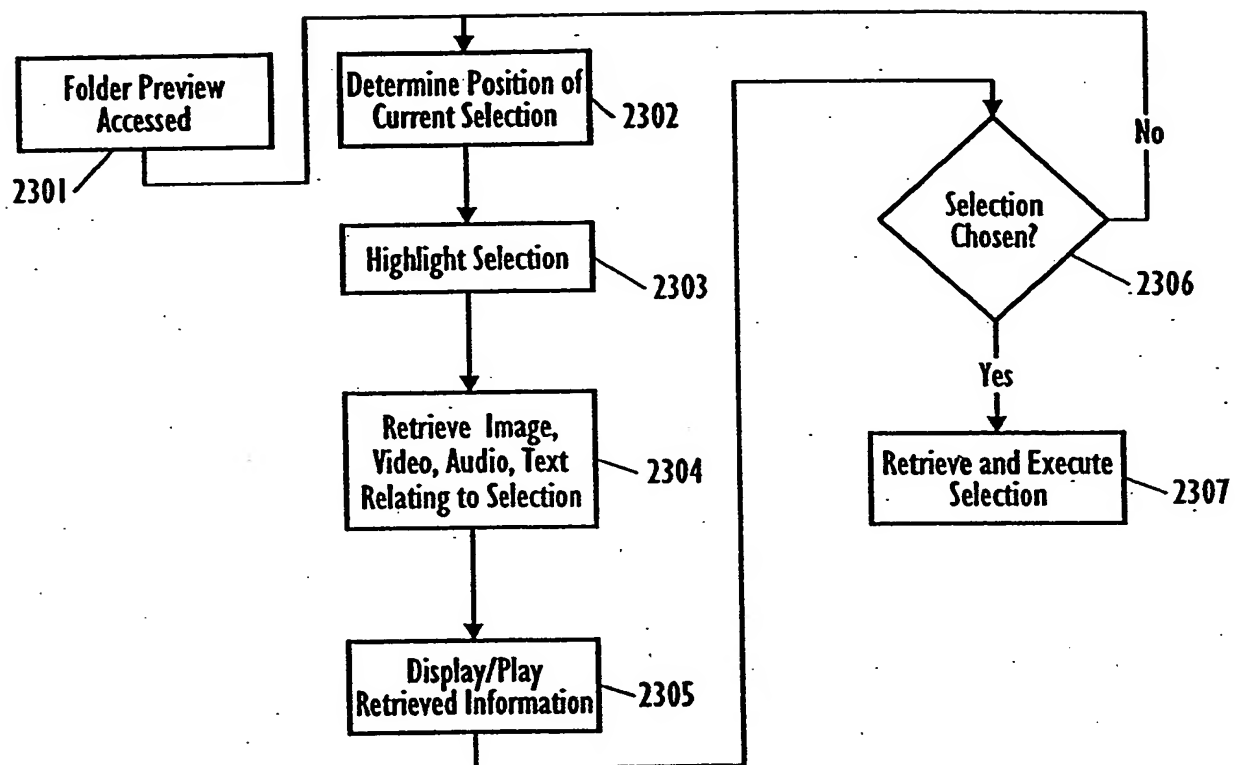 Folder Preview
Accessed
2301
Determine Position of
Current Selection
2302
Highlight Selection
2303
Retrieve Image,
Video, Audio, Text
Relating to Selection
2304
Display/Play
Retrieved Information
2305
Selection
Chosen?
2306
No
Yes
Retrieve and Execute
Selection
2307